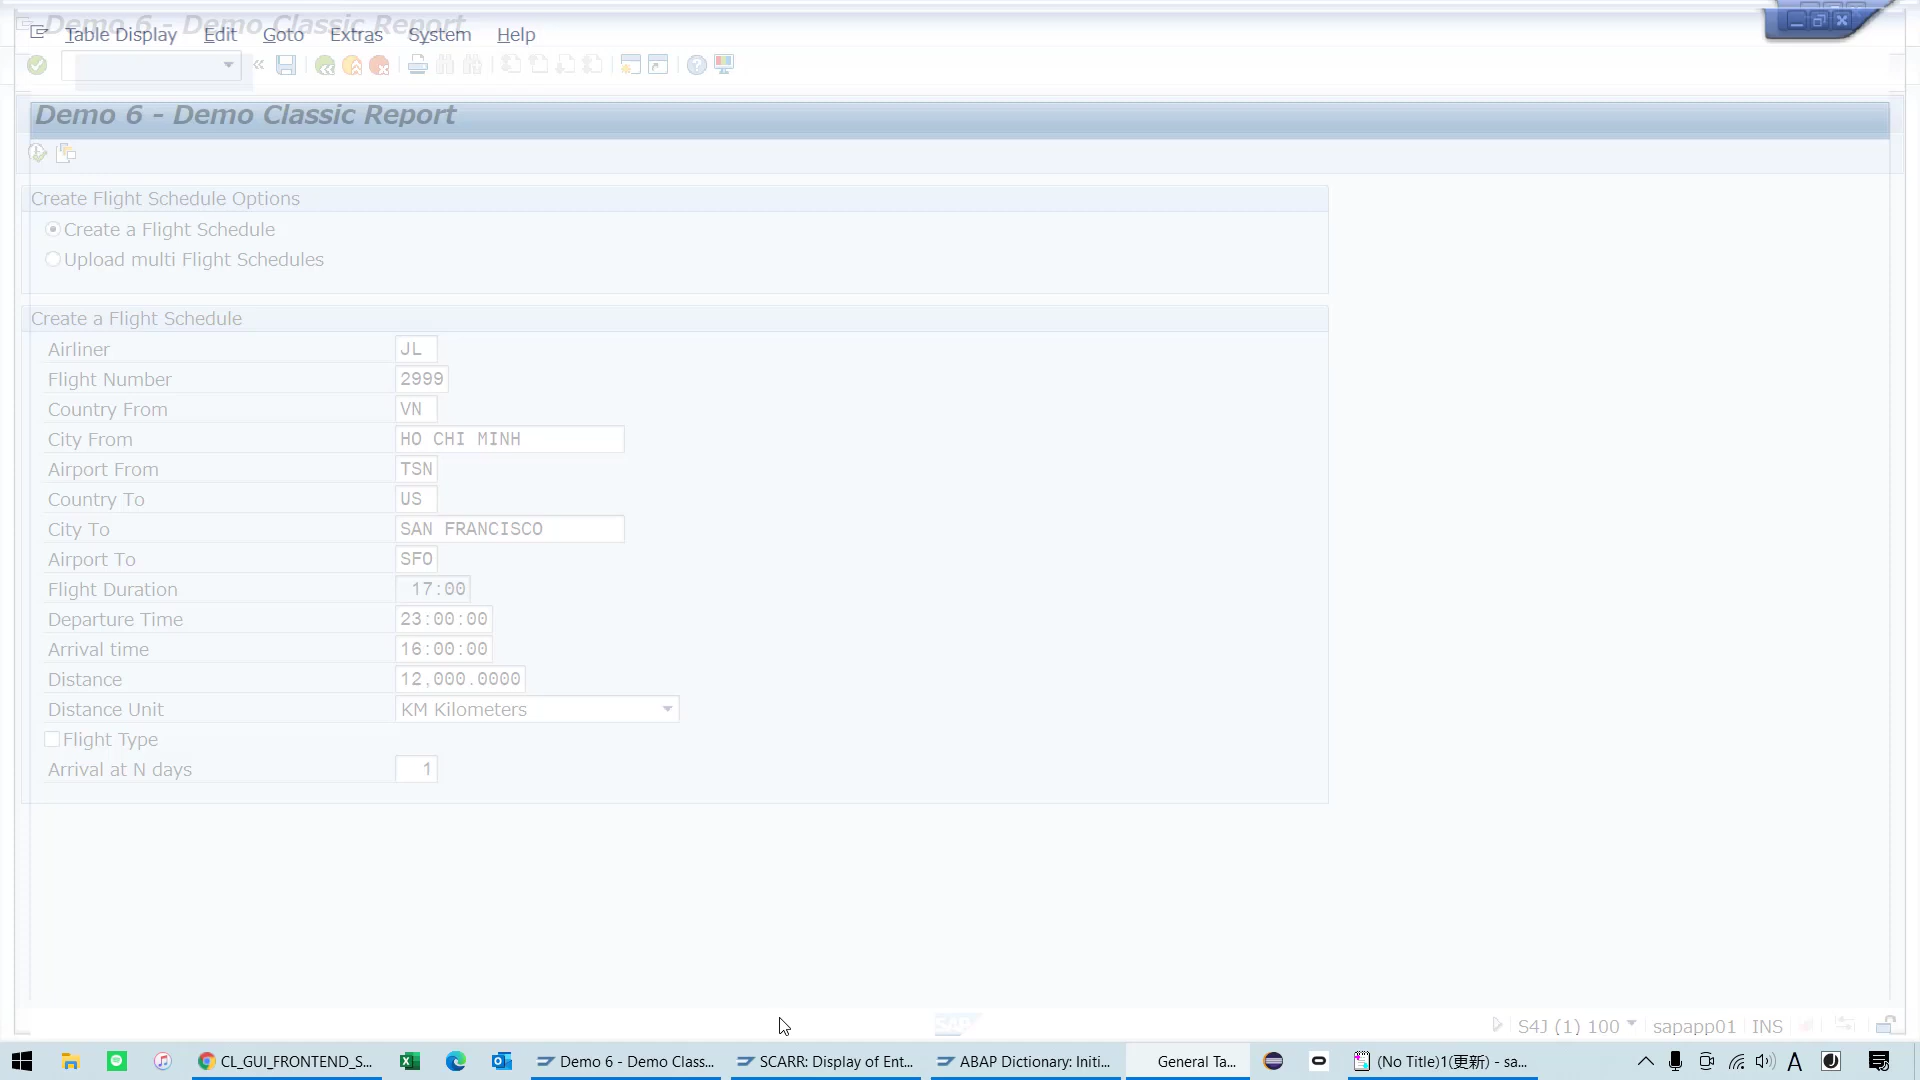 Demo 6 - Demo Classic Report
Table Display Edit Goto Extras System Help
Demo 6 - Demo Classic Report
Create Flight Schedule Options
Create a Flight Schedule
Upload multi Flight Schedules
Create a Flight Schedule
Airliner JL
Flight Number 2999
Country From VN
City From HO CHI MINH
Airport From TSN
Country To US
City To SAN FRANCISCO
Airport To SFO
Flight Duration 17:00
Departure Time 23:00:00
Arrival time 16:00:00
Distance 12,000.0000
Distance Unit KM Kilometers
Flight Type
Arrival at N days 1
SAP
S4J (1) 100 sapapp01 INS
CL_GUI_FRONTEND_S... Demo 6 - Demo Class... SCARR: Display of Ent... ABAP Dictionary: Initi... General Ta... (No Title)1(更新) - sa... A